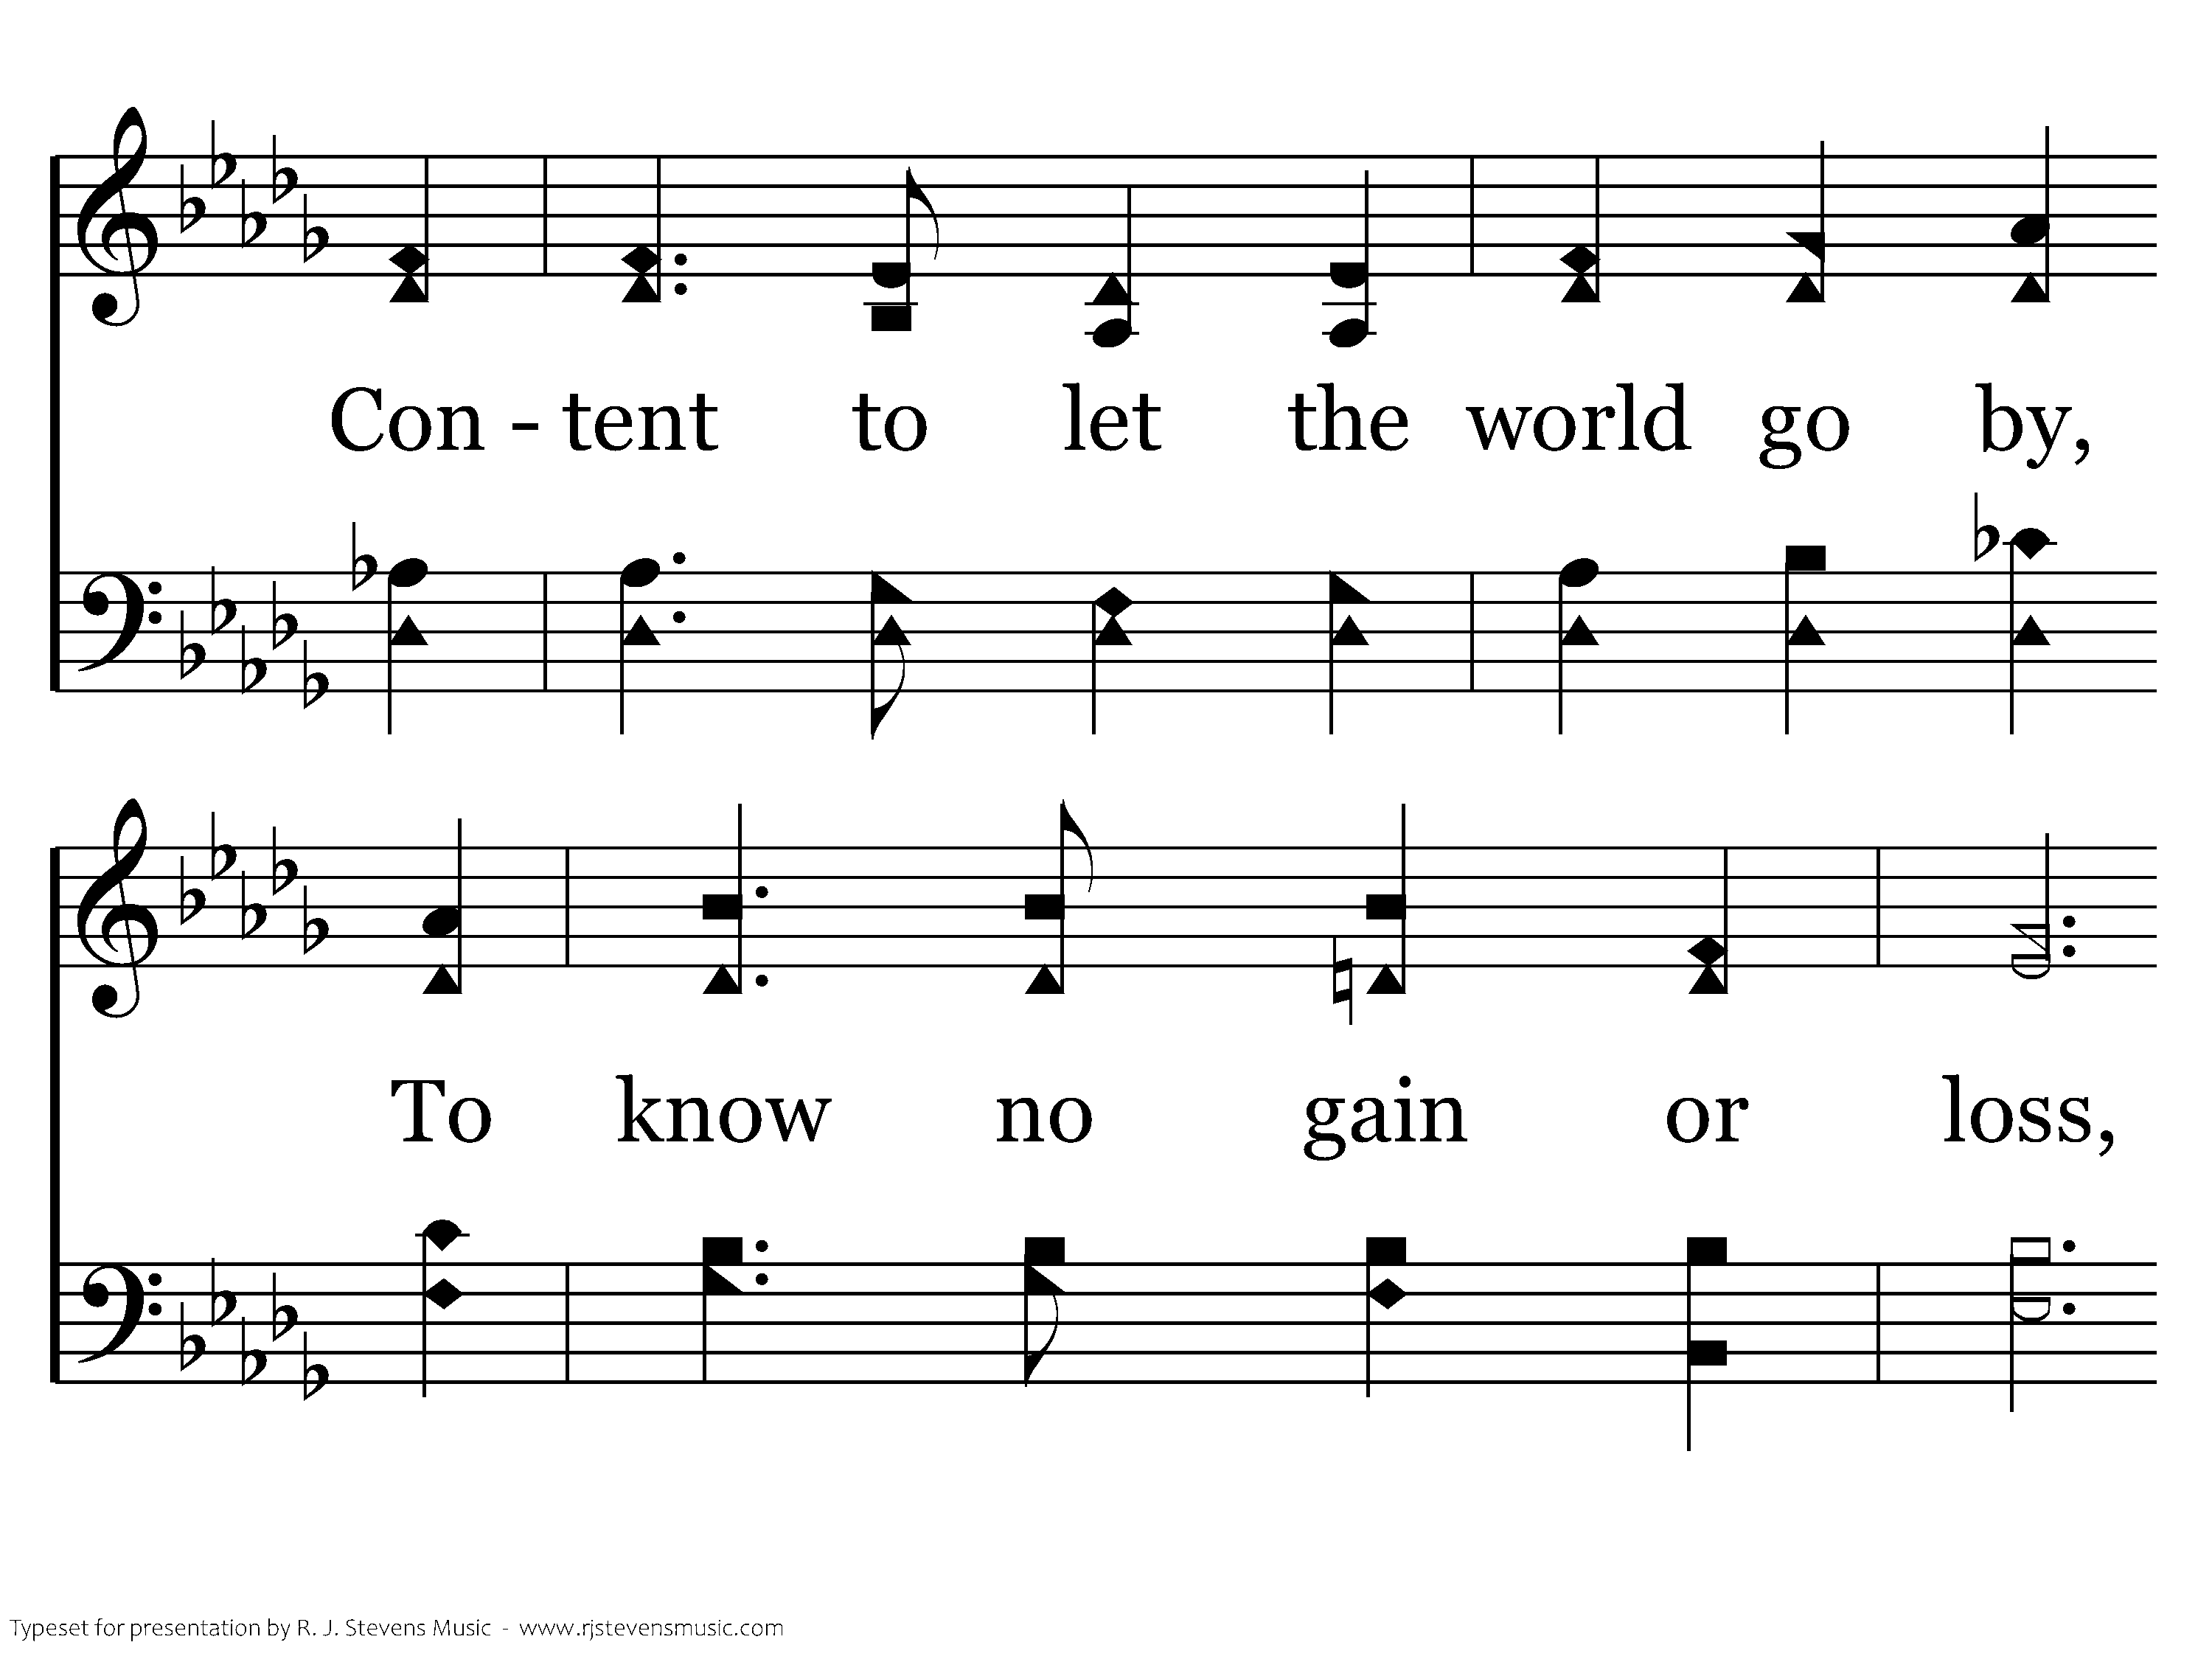 Con - tent to let the world go by,
To know no gain or loss,
Typeset for presentation by R. J. Stevens Music - www.rjstevensmusic.com